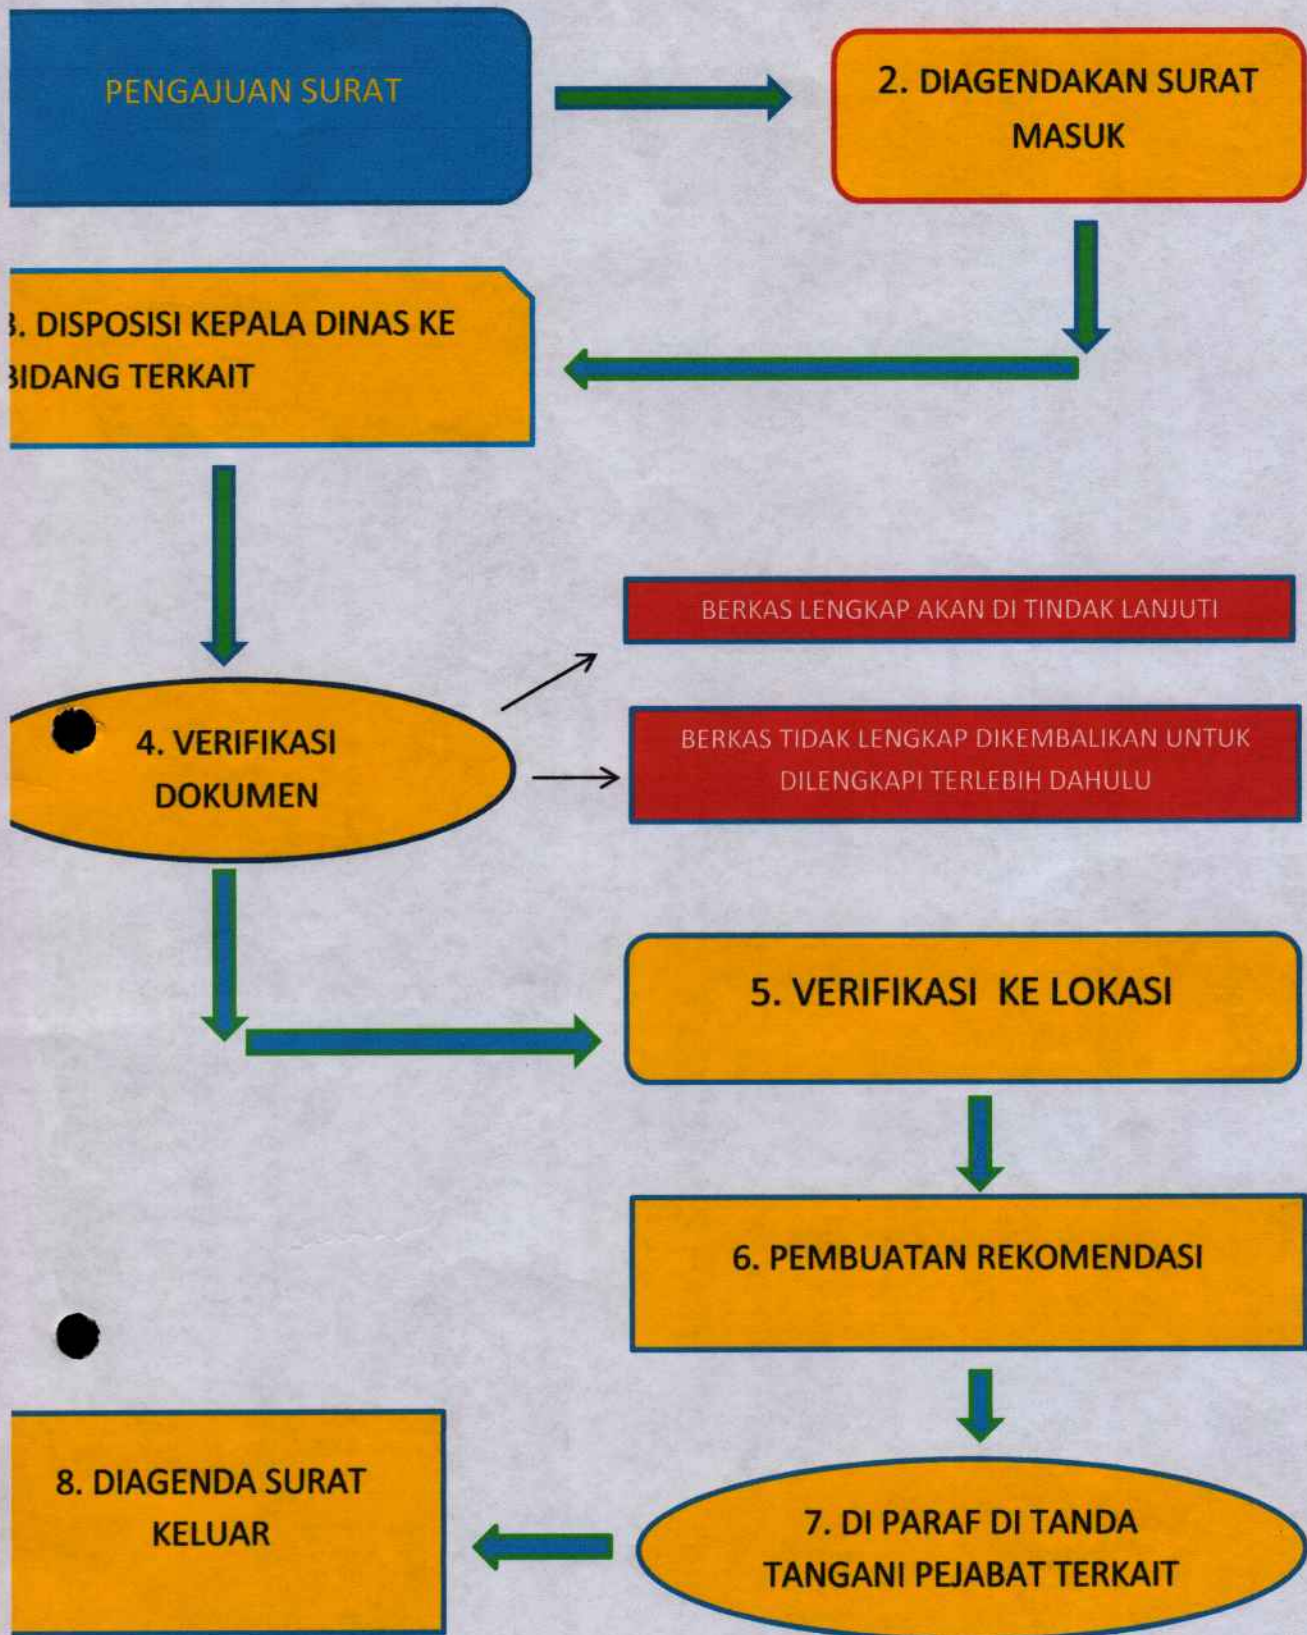 PENGAJUAN SURAT
2. DIAGENDAKAN SURAT
MASUK
3. DISPOSISI KEPALA DINAS KE
BIDANG TERKAIT
BERKAS LENGKAP AKAN DI TINDAK LANJUTI
4. VERIFIKASI
DOKUMEN
BERKAS TIDAK LENGKAP DIKEMBALIKAN UNTUK
DILENGKAPI TERLEBIH DAHULU
5. VERIFIKASI KE LOKASI
6. PEMBUATAN REKOMENDASI
7. DI PARAF DI TANDA
TANGANI PEJABAT TERKAIT
8. DIAGENDA SURAT
KELUAR